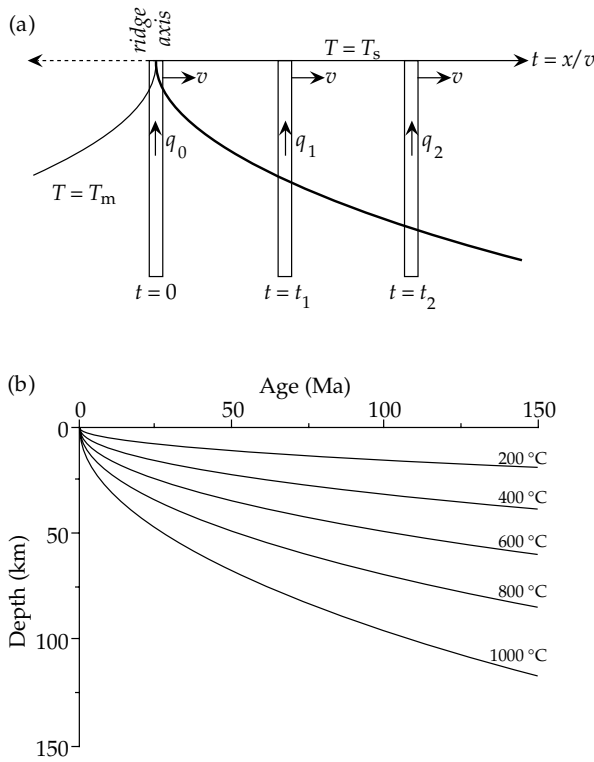 (a)
ridge
axis
T = Tₛ
t = x/v
v
v
v
q₀
q₁
q₂
T = Tₘ
t = 0
t = t₁
t = t₂
(b)
Age (Ma)
0 50 100 150
0
200 °C
400 °C
50
600 °C
800 °C
100
1000 °C
150
Depth (km)